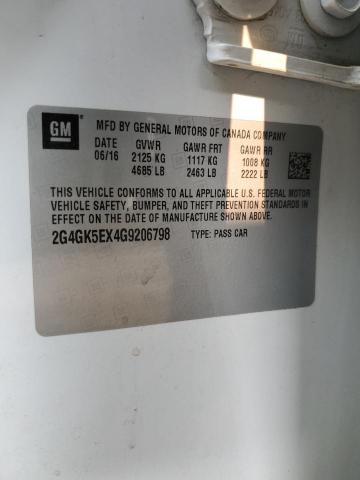 GM
MFD BY GENERAL MOTORS OF CANADA COMPANY
DATE GVWR GAWR FRT GAWR RR
06/16 2125 KG 1117 KG 1008 KG
4685 LB 2463 LB 2222 LB
THIS VEHICLE CONFORMS TO ALL APPLICABLE U.S. FEDERAL MOTOR
VEHICLE SAFETY, BUMPER, AND THEFT PREVENTION STANDARDS IN
EFFECT ON THE DATE OF MANUFACTURE SHOWN ABOVE.
2G4GK5EX4G9206798 TYPE: PASS CAR